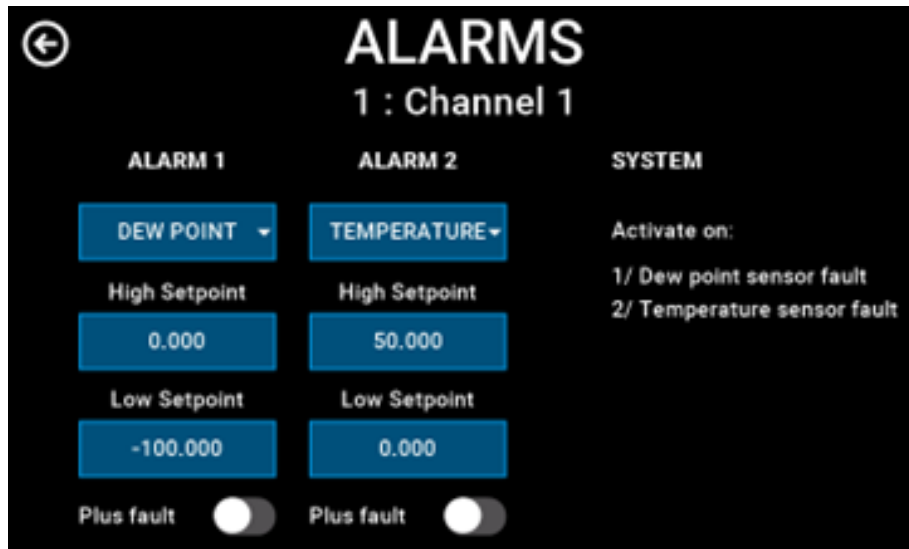 ALARMS
1 : Channel 1
ALARM 1
ALARM 2
SYSTEM
DEW POINT
TEMPERATURE
Activate on:
High Setpoint
High Setpoint
1/ Dew point sensor fault
2/ Temperature sensor fault
0.000
50.000
Low Setpoint
Low Setpoint
-100.000
0.000
Plus fault
Plus fault